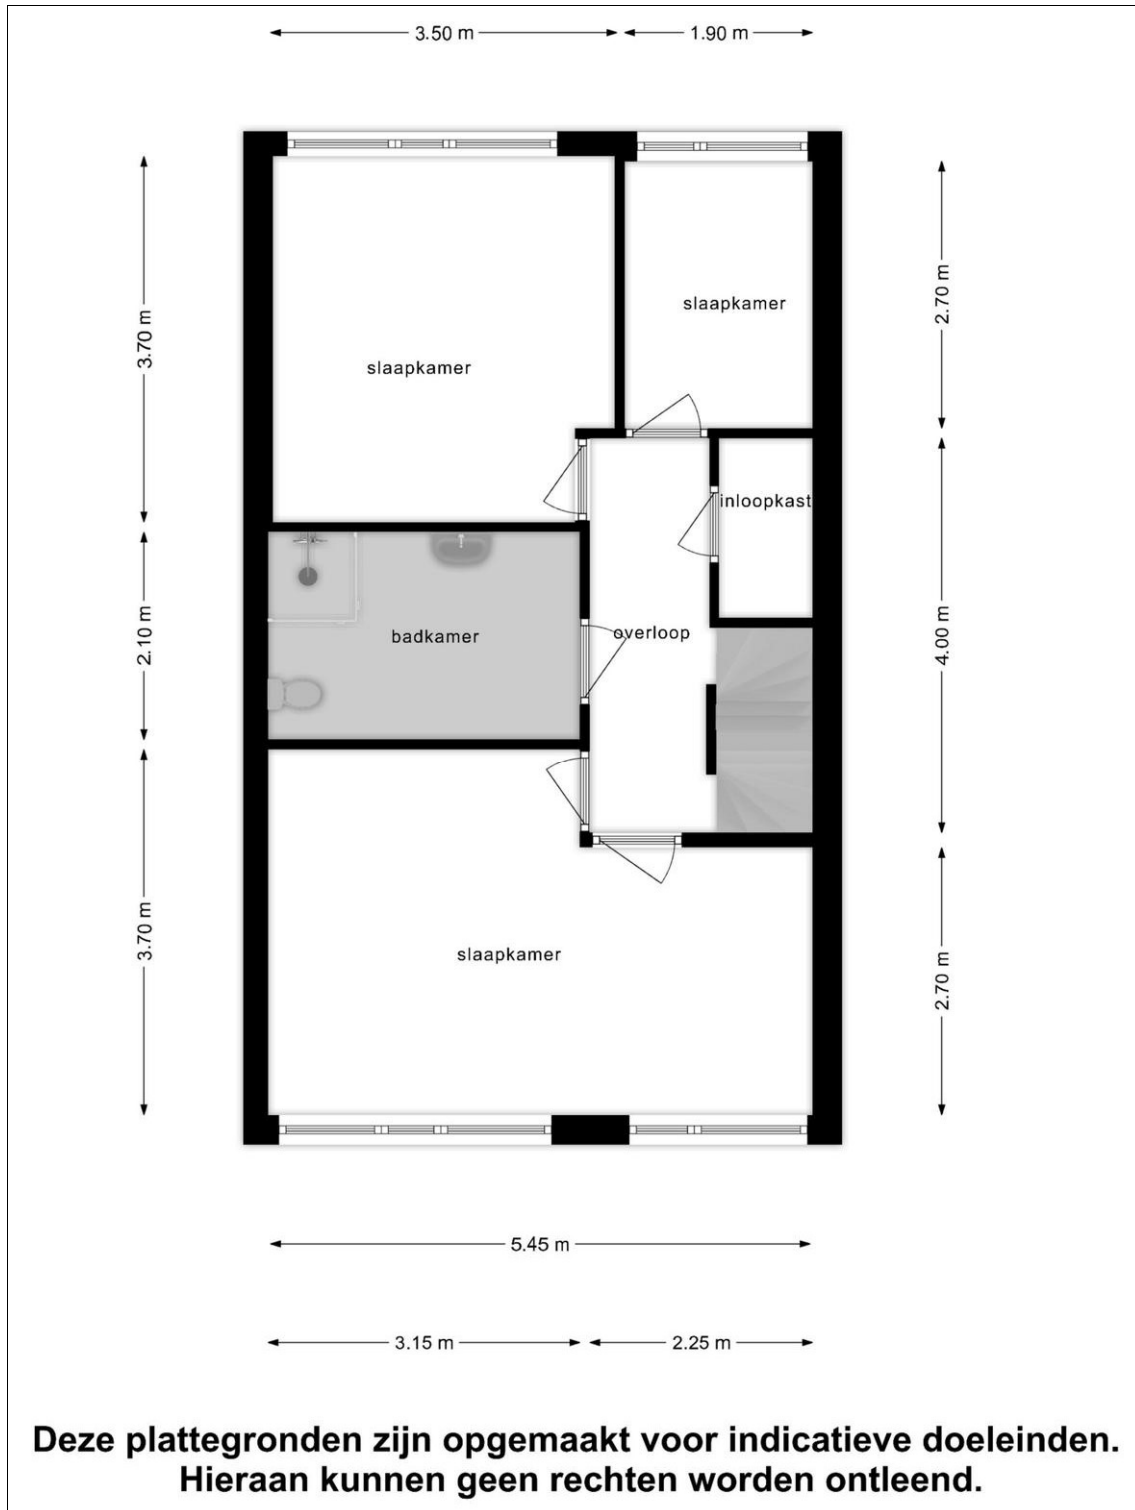 3.50 m
1.90 m
3.70 m
2.70 m
slaapkamer
slaapkamer
inloopkast
2.10 m
badkamer
overloop
4.00 m
3.70 m
slaapkamer
2.70 m
5.45 m
3.15 m
2.25 m
Deze plattegronden zijn opgemaakt voor indicatieve doeleinden.
Hieraan kunnen geen rechten worden ontleend.